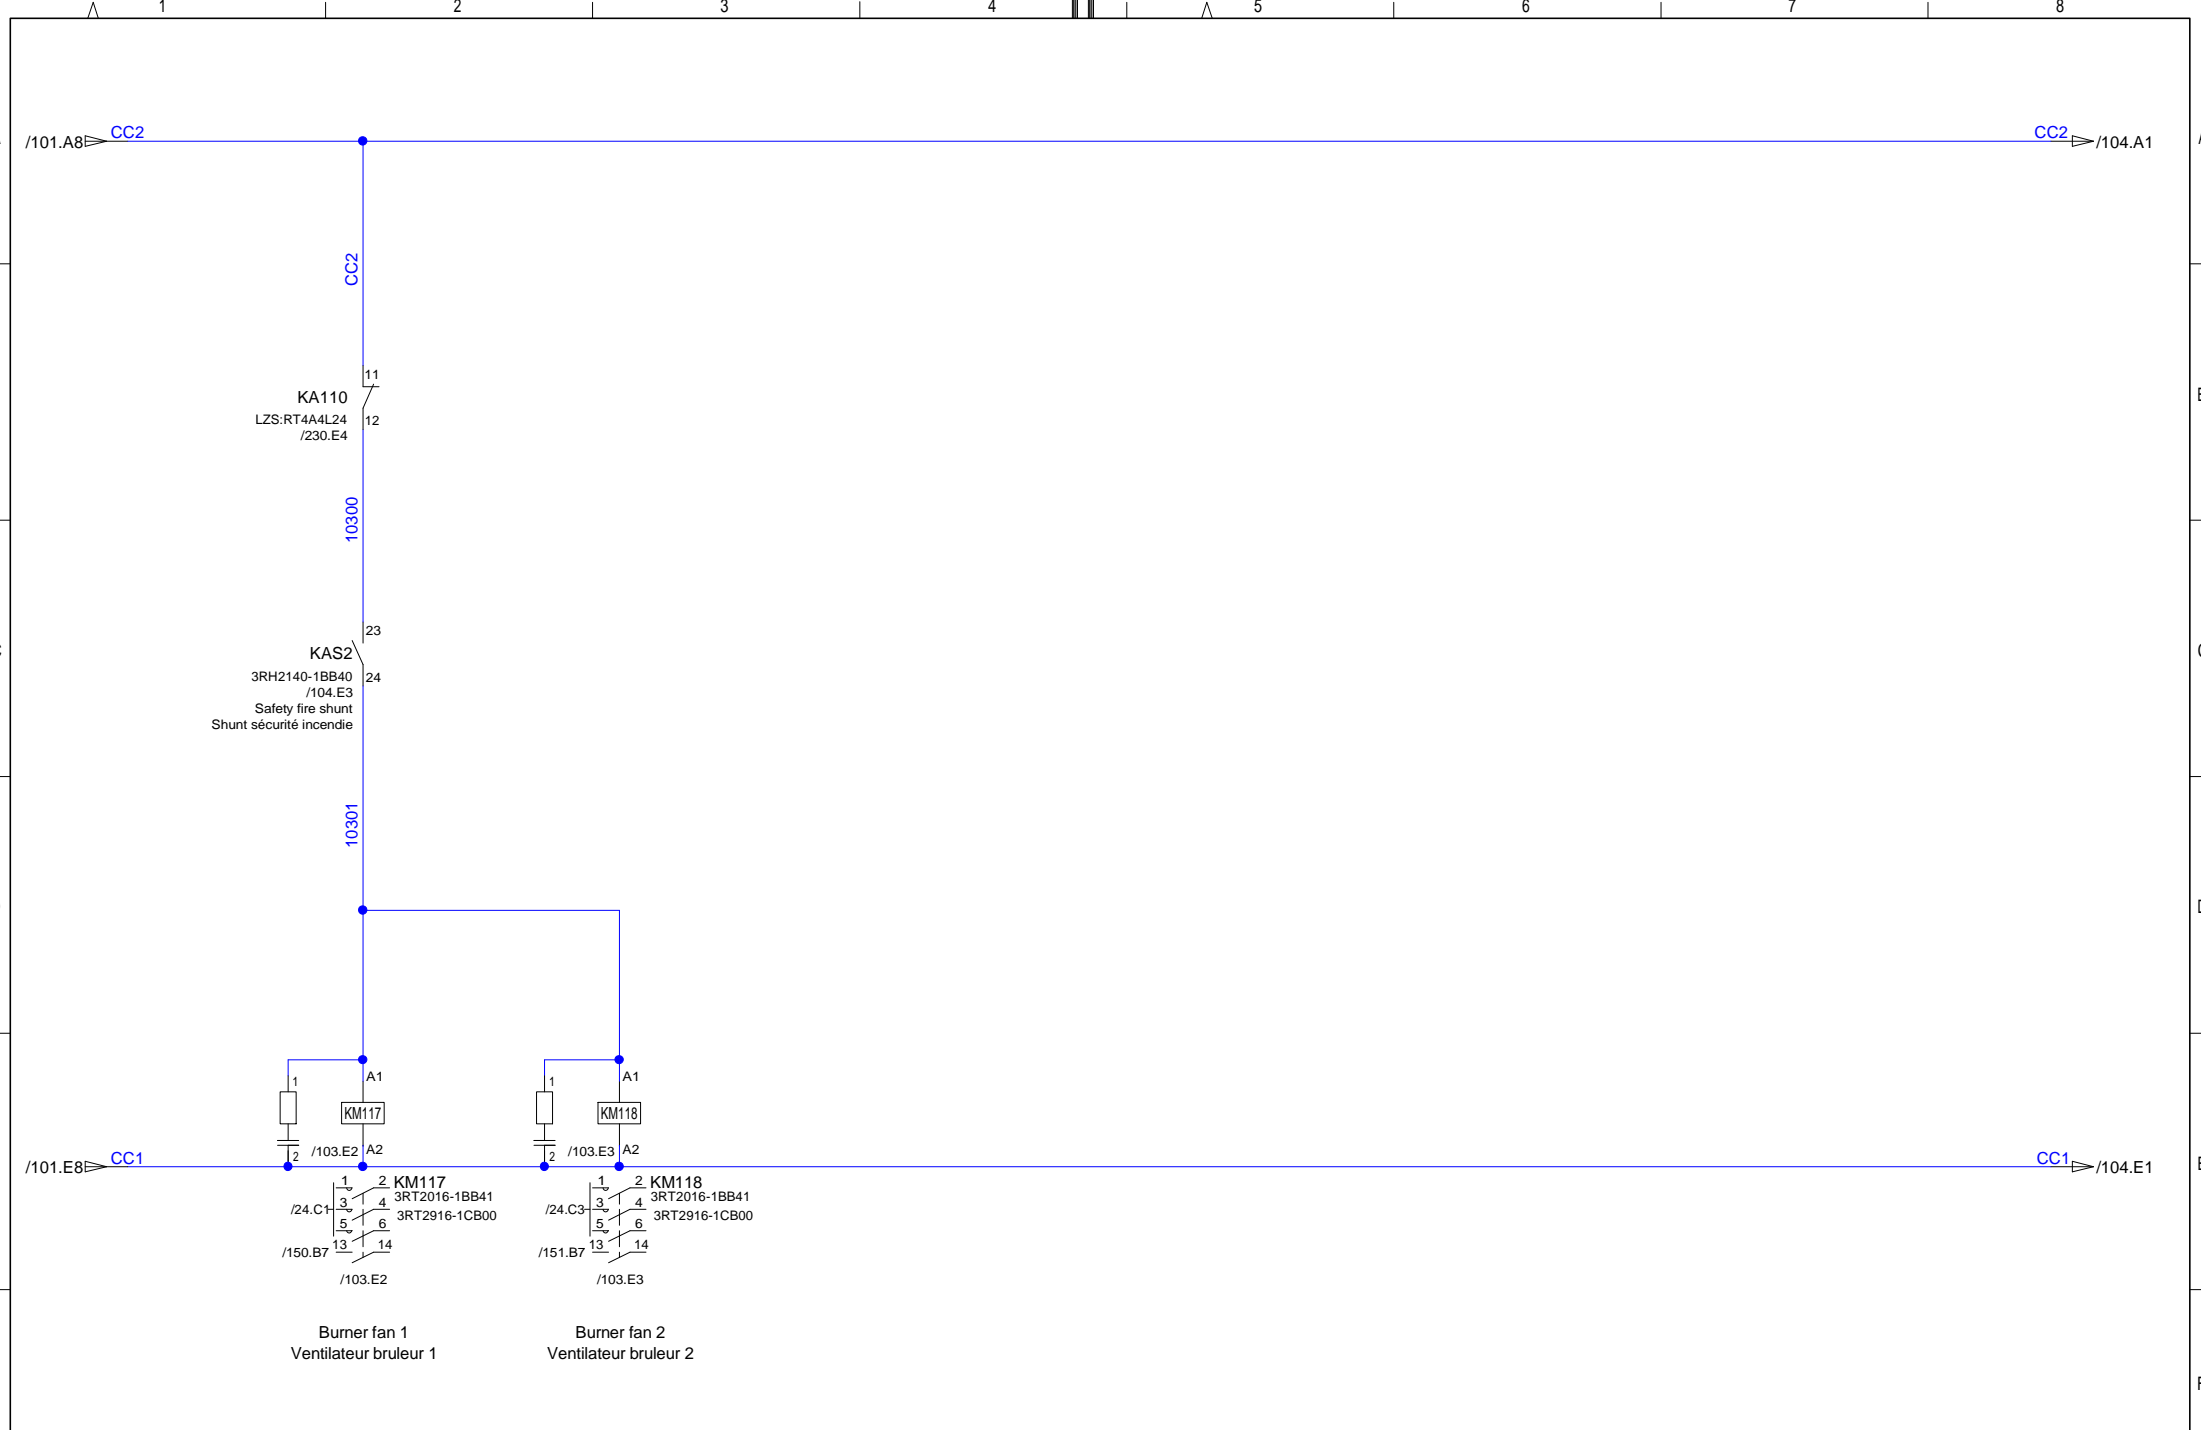 1 2 3 4 5 6 7 8
/101.A8 CC2 CC2 /104.A1
CC2
11
KA110
LZS:RT4A4L24 12
/230.E4
10300
23
KAS2
3RH2140-1BB40 24
/104.E3
Safety fire shunt
Shunt sécurité incendie
10301
D
1 A1 1 A1
KM117 KM118
2 /103.E2 A2 2 /103.E3 A2
/101.E8 CC1 CC1 /104.E1
1 2 KM117 1 2 KM118
3RT2016-1BB41 3RT2016-1BB41
/24.C1 3 4 3RT2916-1CB00 /24.C3 3 4 3RT2916-1CB00
5 6 5 6
/150.B7 13 14 /151.B7 13 14
/103.E2 /103.E3
Burner fan 1 Burner fan 2
Ventilateur bruleur 1 Ventilateur bruleur 2